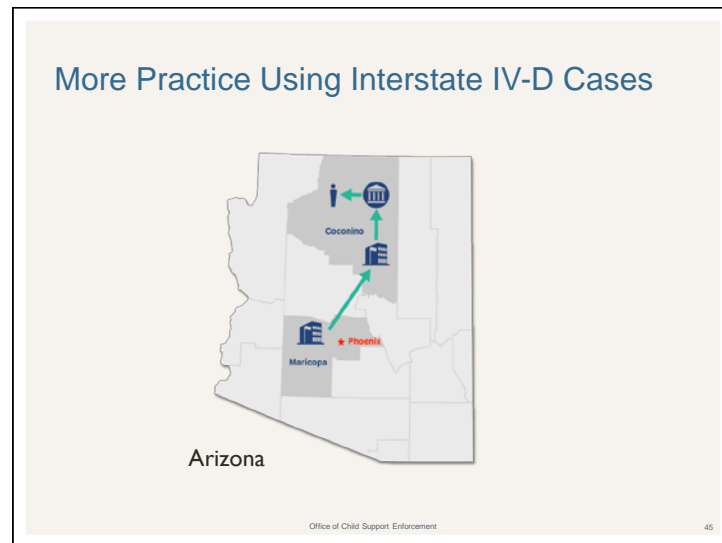 More Practice Using Interstate IV-D Cases
Coconino
Phoenix
Maricopa
Arizona
Office of Child Support Enforcement
45